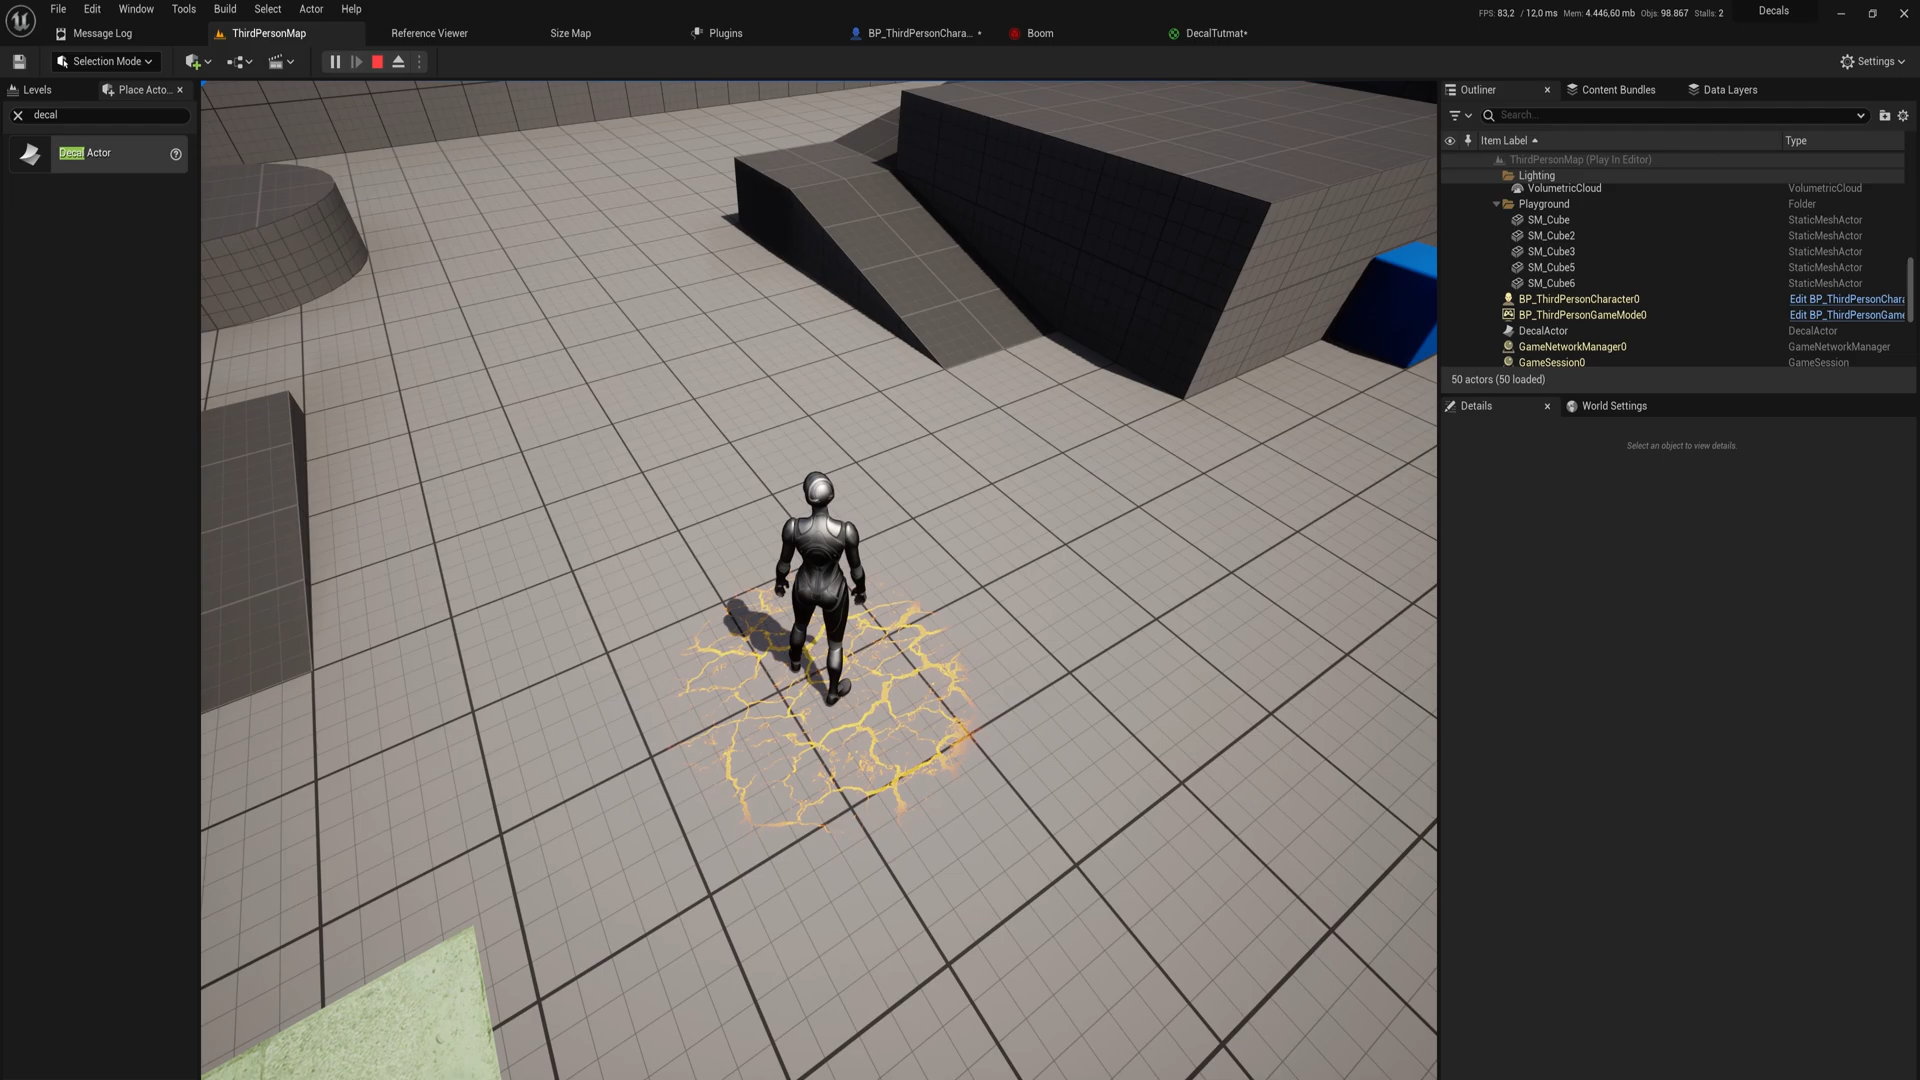 File Edit Window Tools Build Select Actor Help
FPS: 83,2 / 12,0 ms Mem: 4.446,60 mb Objs: 98.867 Stalls: 2 Decals
Message Log ThirdPersonMap Reference Viewer Size Map Plugins BP_ThirdPersonChara... * Boom DecalTutmat*
Selection Mode Settings
Levels Place Acto...
decal
Decal Actor
Outliner Content Bundles Data Layers
Search...
Item Label Type
ThirdPersonMap (Play In Editor)
Lighting
VolumetricCloud VolumetricCloud
Playground Folder
SM_Cube StaticMeshActor
SM_Cube2 StaticMeshActor
SM_Cube3 StaticMeshActor
SM_Cube5 StaticMeshActor
SM_Cube6 StaticMeshActor
BP_ThirdPersonCharacter0 Edit BP_ThirdPersonChara
BP_ThirdPersonGameMode0 Edit BP_ThirdPersonGame
DecalActor DecalActor
GameNetworkManager0 GameNetworkManager
GameSession0 GameSession
50 actors (50 loaded)
Details World Settings
Select an object to view details.